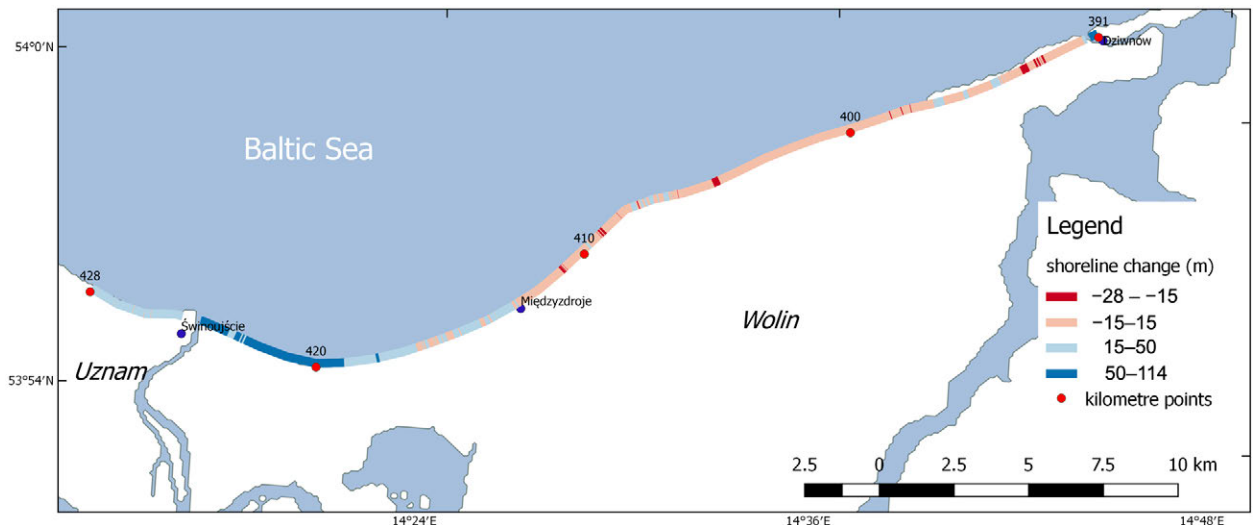 391
Dziwnów
54°0′N
400
Baltic Sea
410
Legend
shoreline change (m)
−28 – −15
−15–15
15–50
50–114
kilometre points
428
Międzyzdroje
Świnoujście
Wolin
420
Uznam
53°54′N
2.5 0 2.5 5 7.5 10 km
14°24′E 14°36′E 14°48′E